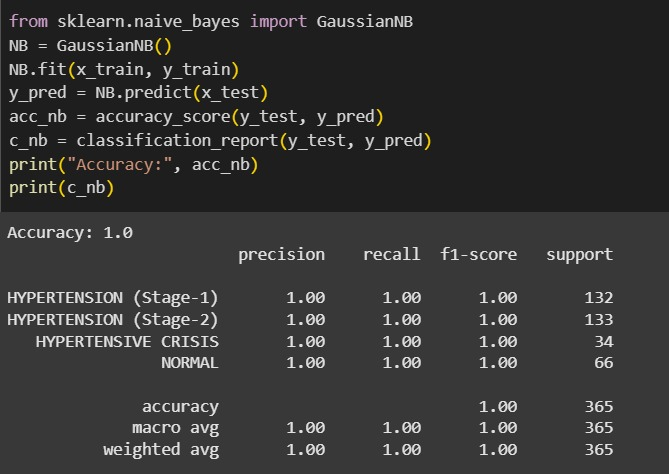 from sklearn.naive_bayes import GaussianNB
NB = GaussianNB()
NB.fit(x_train, y_train)
y_pred = NB.predict(x_test)
acc_nb = accuracy_score(y_test, y_pred)
c_nb = classification_report(y_test, y_pred)
print("Accuracy:", acc_nb)
print(c_nb)
Accuracy: 1.0
precision recall f1-score support
HYPERTENSION (Stage-1) 1.00 1.00 1.00 132
HYPERTENSION (Stage-2) 1.00 1.00 1.00 133
HYPERTENSIVE CRISIS 1.00 1.00 1.00 34
NORMAL 1.00 1.00 1.00 66
accuracy 1.00 365
macro avg 1.00 1.00 1.00 365
weighted avg 1.00 1.00 1.00 365